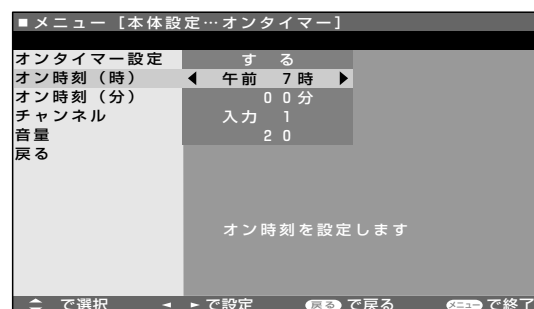 ■メニュー [本体設定…オンタイマー]
オンタイマー設定 する
オン時刻（時） ◀ 午前 7時 ▶
オン時刻（分） 00分
チャンネル 入力 1
音量 20
戻る
オン時刻を設定します
で選択 ◄ ►で設定 戻る で戻る メニュー で終了